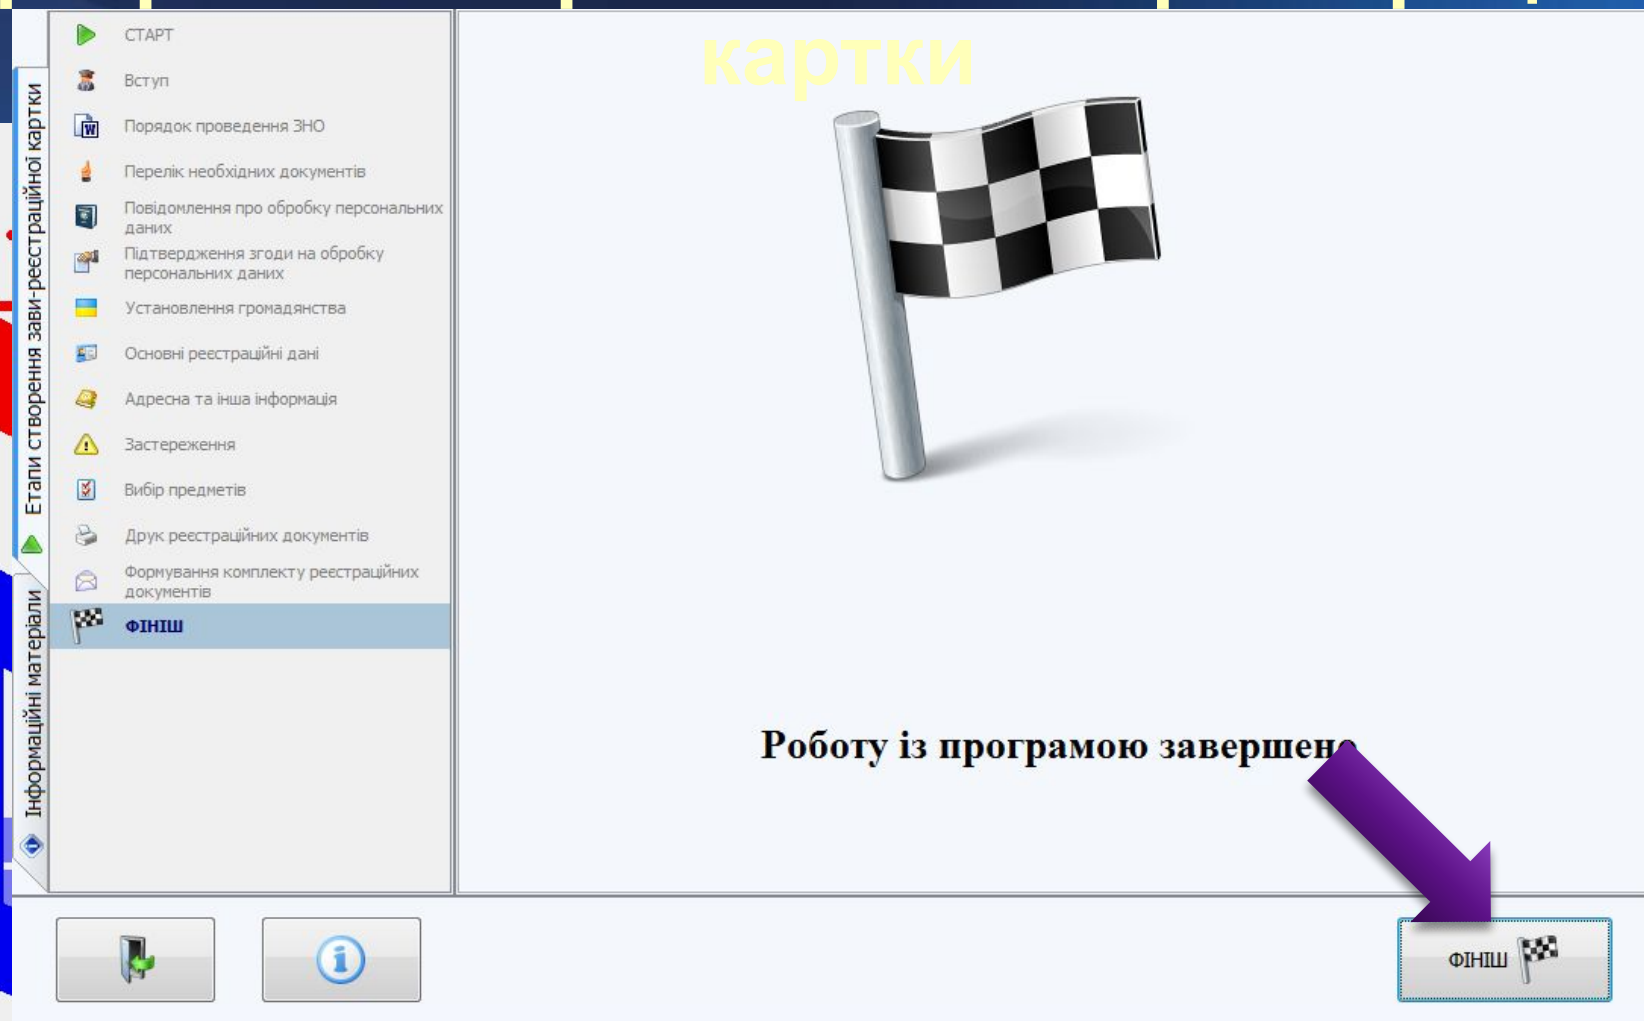 картки
СТАРТ
Вступ
Порядок проведення ЗНО
Перелік необхідних документів
Повідомлення про обробку персональних
даних
Підтвердження згоди на обробку
персональних даних
Установлення громадянства
Основні реєстраційні дані
Адресна та інша інформація
Застереження
Вибір предметів
Друк реєстраційних документів
Формування комплекту реєстраційних
документів
ФІНІШ
Етапи створення зави-реєстраційної картки
Інформаційні матеріали
Роботу із програмою завершено
ФІНІШ